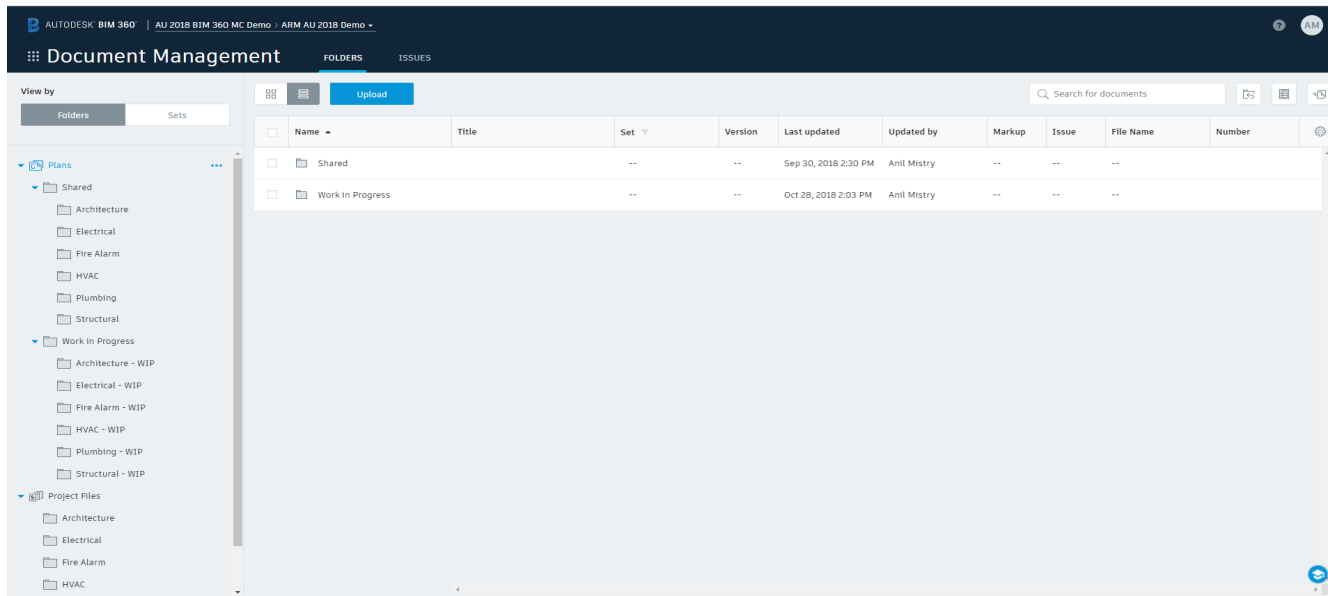 AUTODESK® BIM 360® | AU 2018 BIM 360 MC Demo > ARM AU 2018 Demo
AM
Document Management
FOLDERS
ISSUES
View by
Folders
Sets
Plans
Shared
Architecture
Electrical
Fire Alarm
HVAC
Plumbing
Structural
Work in Progress
Architecture - WIP
Electrical - WIP
Fire Alarm - WIP
HVAC - WIP
Plumbing - WIP
Structural - WIP
Project Files
Architecture
Electrical
Fire Alarm
HVAC
Upload
Search for documents
Name Title Set Version Last updated Updated by Markup Issue File Name Number
Shared -- -- Sep 30, 2018 2:30 PM Anil Mistry -- -- --
Work in Progress -- -- Oct 28, 2018 2:03 PM Anil Mistry -- -- --